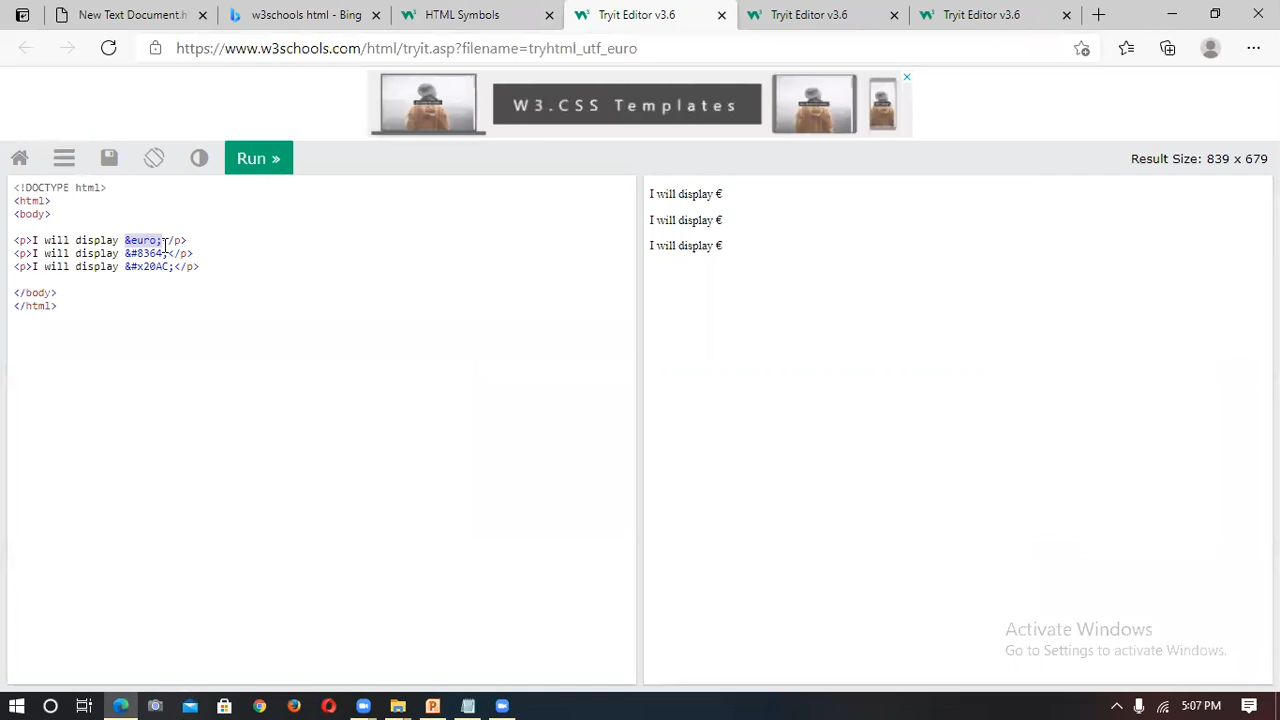 New Text Document.h
w3schools html - Bing
HTML Symbols
Tryit Editor v3.6
Tryit Editor v3.6
Tryit Editor v3.6
https://www.w3schools.com/html/tryit.asp?filename=tryhtml_utf_euro
W3.CSS Templates
Run »
Result Size: 839 x 679
<!DOCTYPE html>
<html>
<body>
<p>I will display &euro;</p>
<p>I will display &#8364;</p>
<p>I will display &#x20AC;</p>
</body>
</html>
I will display €
I will display €
I will display €
Activate Windows
Go to Settings to activate Windows.
5:07 PM